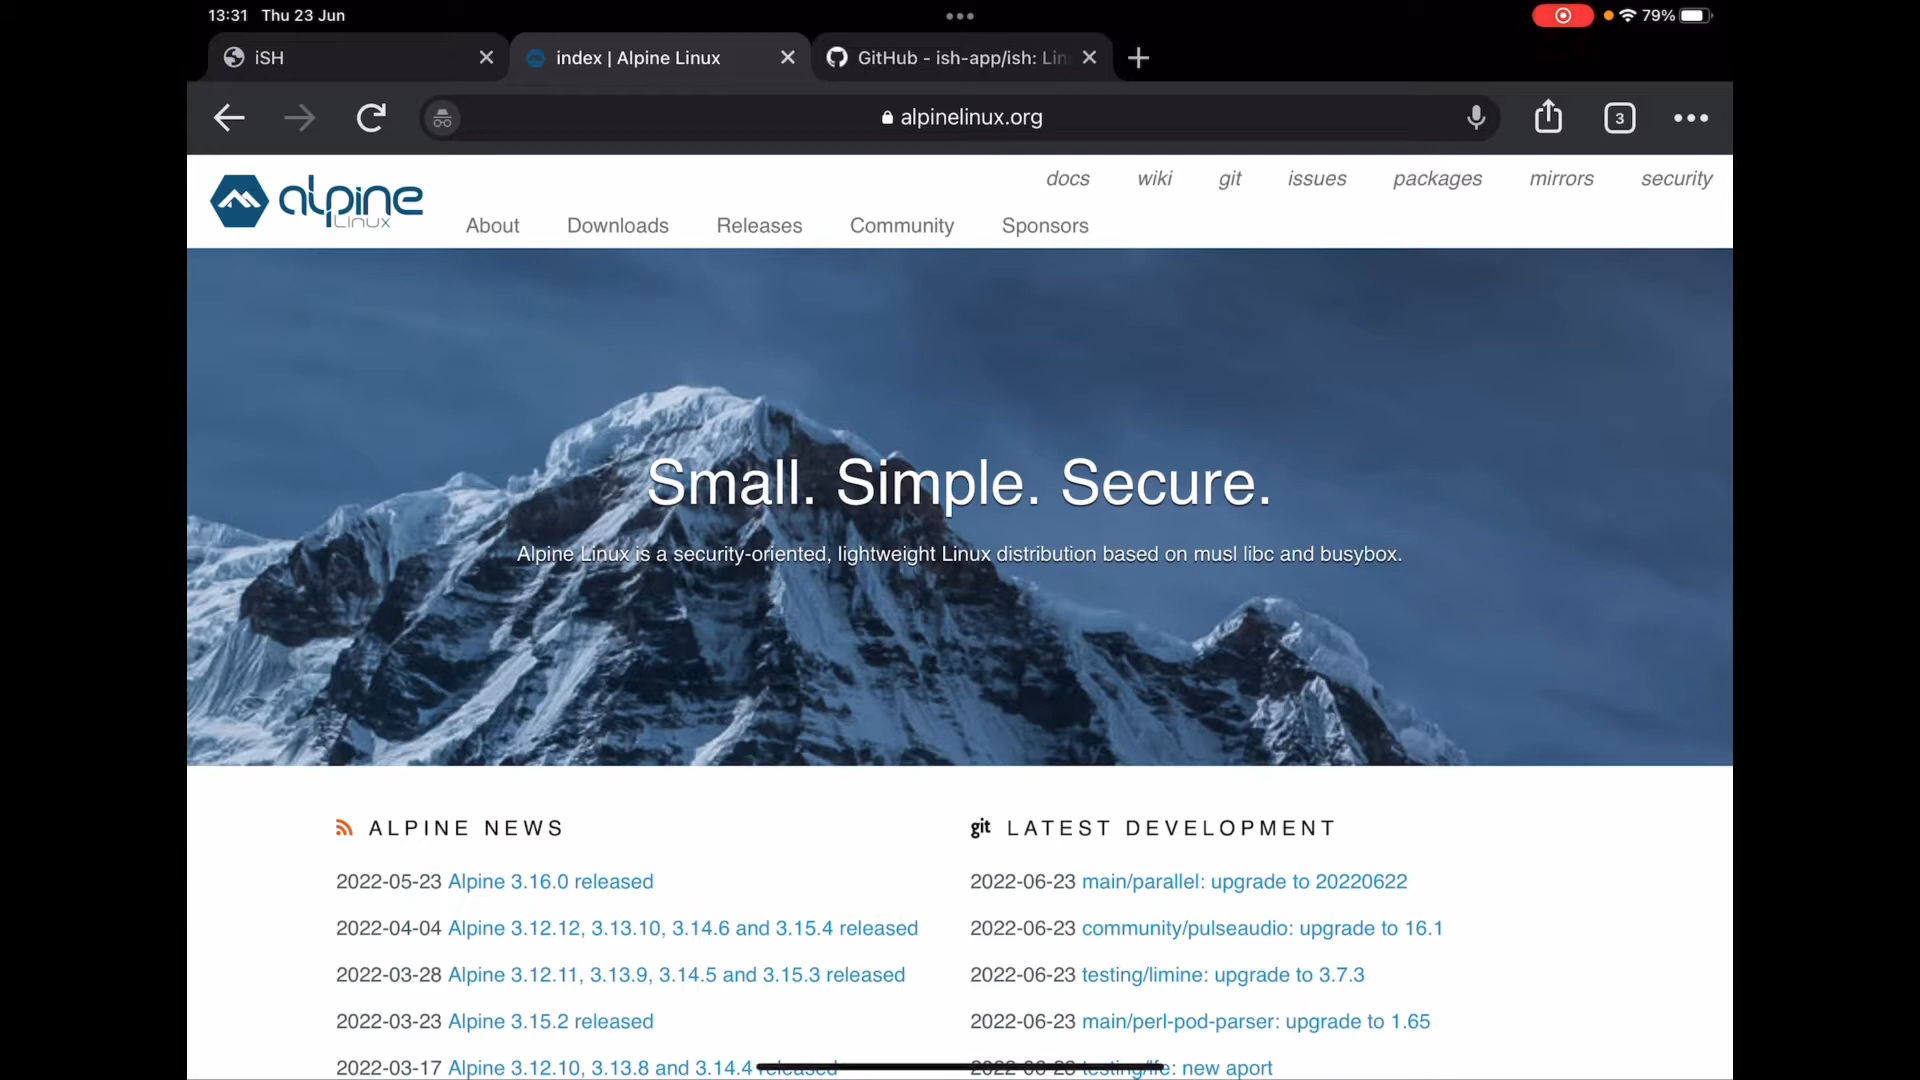 13:31 Thu 23 Jun 79%
iSH index | Alpine Linux GitHub - ish-app/ish: Lin
alpinelinux.org 3
docs wiki git issues packages mirrors security
alpine Linux
About Downloads Releases Community Sponsors
Small. Simple. Secure.
Alpine Linux is a security-oriented, lightweight Linux distribution based on musl libc and busybox.
ALPINE NEWS
2022-05-23 Alpine 3.16.0 released
2022-04-04 Alpine 3.12.12, 3.13.10, 3.14.6 and 3.15.4 released
2022-03-28 Alpine 3.12.11, 3.13.9, 3.14.5 and 3.15.3 released
2022-03-23 Alpine 3.15.2 released
2022-03-17 Alpine 3.12.10, 3.13.8 and 3.14.4 released
git LATEST DEVELOPMENT
2022-06-23 main/parallel: upgrade to 20220622
2022-06-23 community/pulseaudio: upgrade to 16.1
2022-06-23 testing/limine: upgrade to 3.7.3
2022-06-23 main/perl-pod-parser: upgrade to 1.65
2022-06-23 new aport